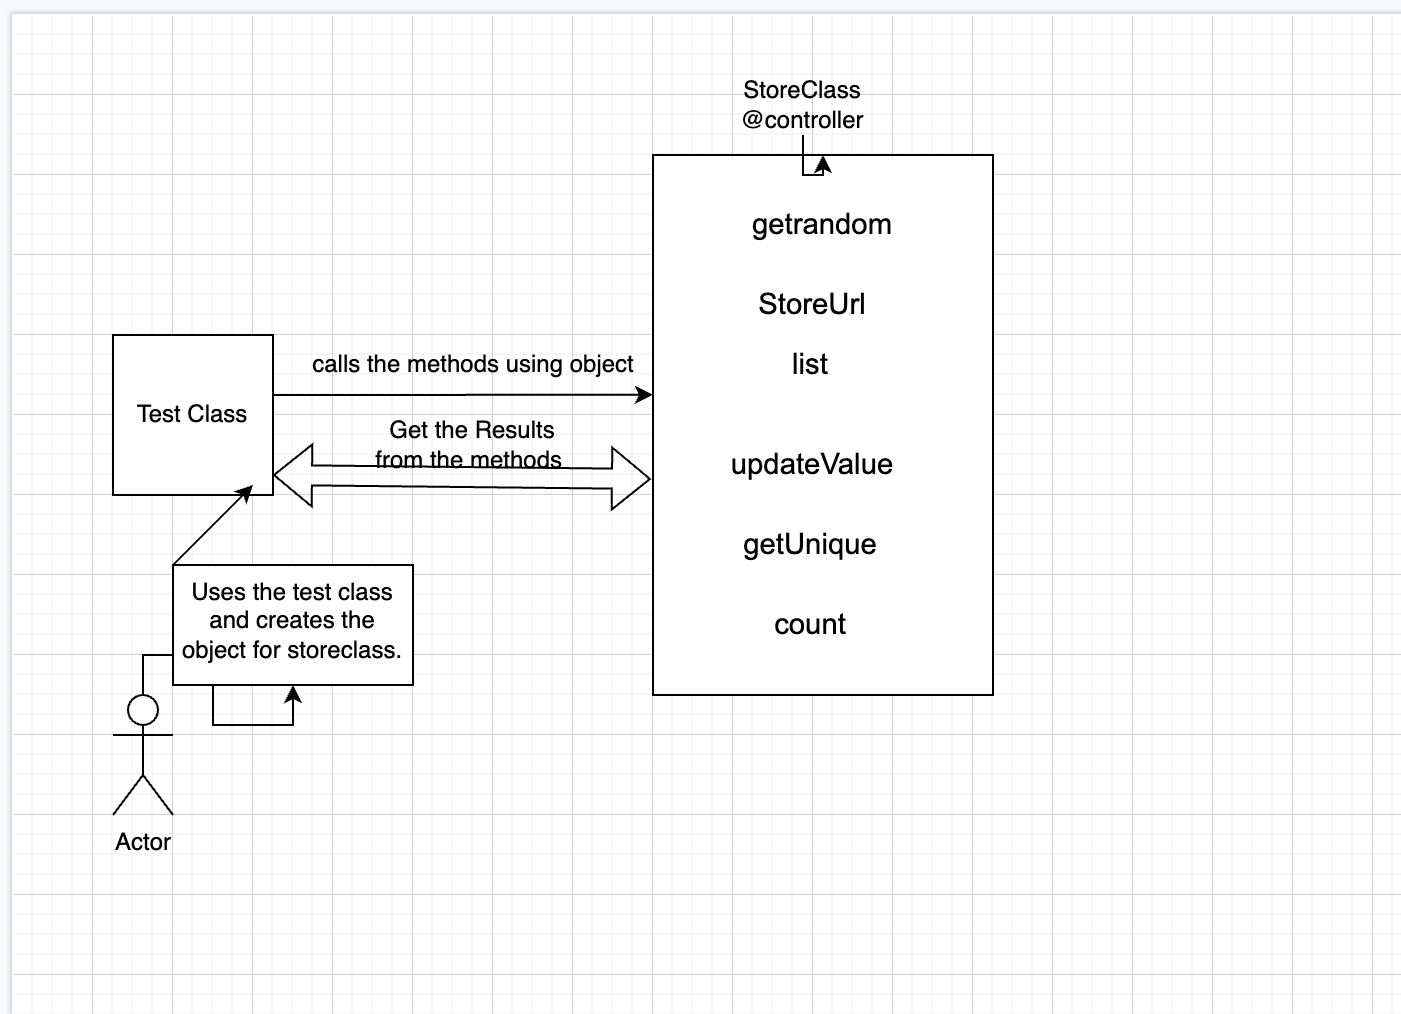 StoreClass
@controller
getrandom
StoreUrl
list
updateValue
getUnique
count
Test Class
calls the methods using object
Get the Results
from the methods
Uses the test class
and creates the
object for storeclass.
Actor